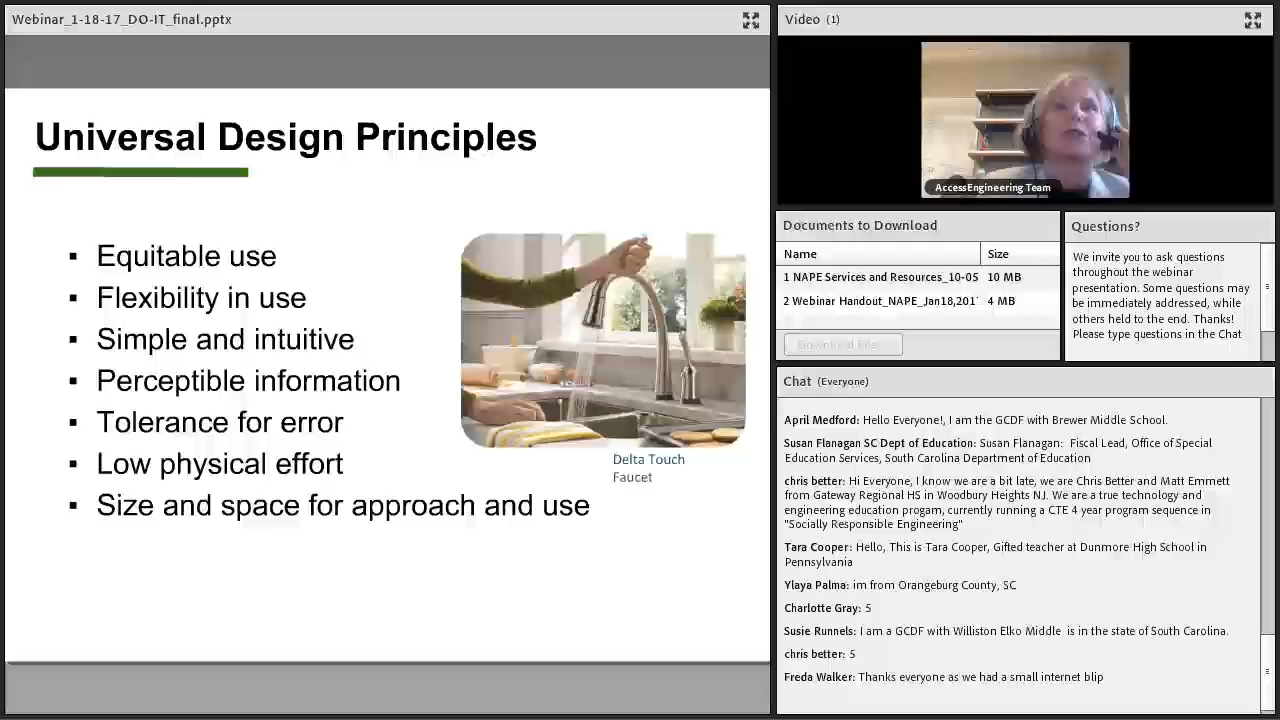 Webinar_1-18-17_DO-IT_final.pptx
Universal Design Principles
▪ Equitable use
▪ Flexibility in use
▪ Simple and intuitive
▪ Perceptible information
▪ Tolerance for error
▪ Low physical effort
▪ Size and space for approach and use
Delta Touch
Faucet
Video (1)
AccessEngineering Team
Documents to Download
Name Size
1 NAPE Services and Resources_10-05 10 MB
2 Webinar Handout_NAPE_Jan18,201 4 MB
Download File
Questions?
We invite you to ask questions
throughout the webinar
presentation. Some questions may
be immediately addressed, while
others held to the end. Thanks!
Please type questions in the Chat
Chat (Everyone)
April Medford: Hello Everyone!, I am the GCDF with Brewer Middle School.
Susan Flanagan SC Dept of Education: Susan Flanagan: Fiscal Lead, Office of Special
Education Services, South Carolina Department of Education
chris better: Hi Everyone, I know we are a bit late, we are Chris Better and Matt Emmett
from Gateway Regional HS in Woodbury Heights NJ. We are a true technology and
engineering education progam, currently running a CTE 4 year program sequence in
"Socially Responsible Engineering"
Tara Cooper: Hello, This is Tara Cooper, Gifted teacher at Dunmore High School in
Pennsylvania
Ylaya Palma: im from Orangeburg County, SC
Charlotte Gray: 5
Susie Runnels: I am a GCDF with Williston Elko Middle is in the state of South Carolina.
chris better: 5
Freda Walker: Thanks everyone as we had a small internet blip